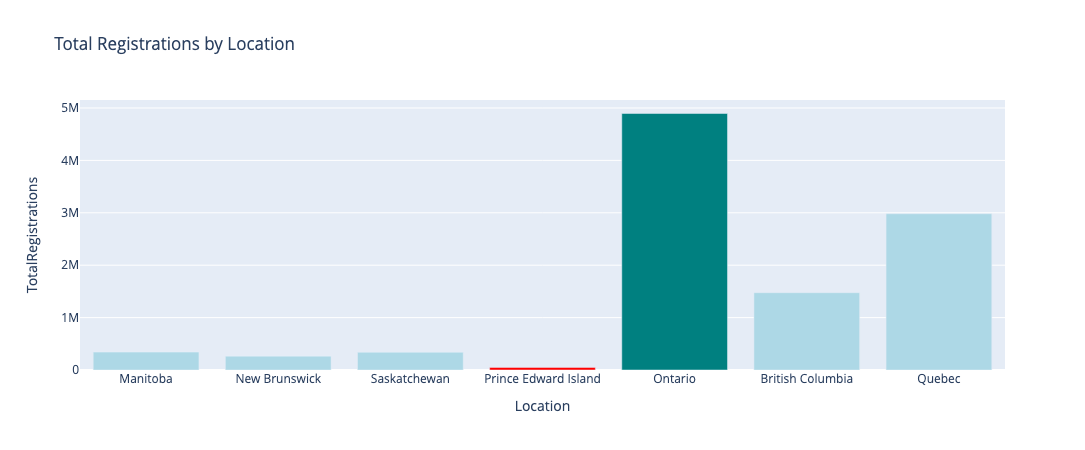 Total Registrations by Location
TotalRegistrations
5M
4M
3M
2M
1M
0
Manitoba
New Brunswick
Saskatchewan
Prince Edward Island
Ontario
British Columbia
Quebec
Location